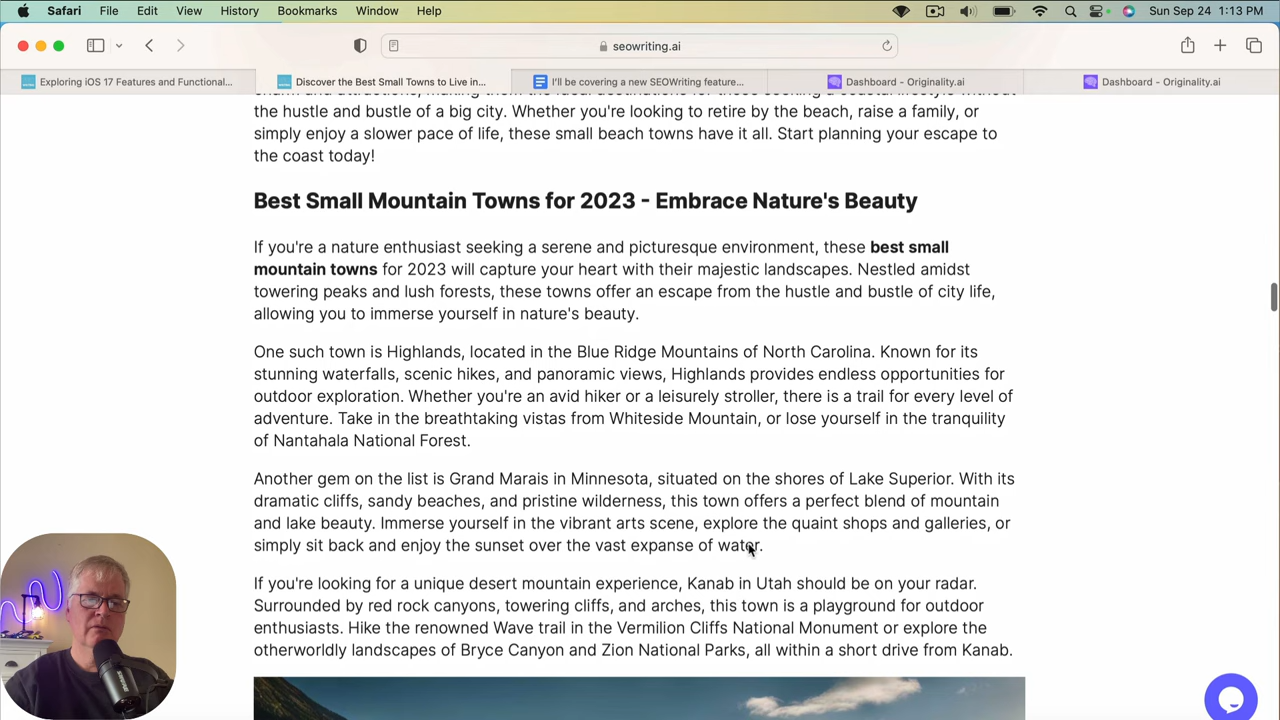 Safari File Edit View History Bookmarks Window Help Sun Sep 24 1:13 PM
seowriting.ai
Exploring iOS 17 Features and Functional... Discover the Best Small Towns to Live in... I'll be covering a new SEOWriting feature... Dashboard - Originality.ai Dashboard - Originality.ai
the hustle and bustle of a big city. Whether you're looking to retire by the beach, raise a family, or
simply enjoy a slower pace of life, these small beach towns have it all. Start planning your escape to
the coast today!
Best Small Mountain Towns for 2023 - Embrace Nature's Beauty
If you're a nature enthusiast seeking a serene and picturesque environment, these best small
mountain towns for 2023 will capture your heart with their majestic landscapes. Nestled amidst
towering peaks and lush forests, these towns offer an escape from the hustle and bustle of city life,
allowing you to immerse yourself in nature's beauty.
One such town is Highlands, located in the Blue Ridge Mountains of North Carolina. Known for its
stunning waterfalls, scenic hikes, and panoramic views, Highlands provides endless opportunities for
outdoor exploration. Whether you're an avid hiker or a leisurely stroller, there is a trail for every level of
adventure. Take in the breathtaking vistas from Whiteside Mountain, or lose yourself in the tranquility
of Nantahala National Forest.
Another gem on the list is Grand Marais in Minnesota, situated on the shores of Lake Superior. With its
dramatic cliffs, sandy beaches, and pristine wilderness, this town offers a perfect blend of mountain
and lake beauty. Immerse yourself in the vibrant arts scene, explore the quaint shops and galleries, or
simply sit back and enjoy the sunset over the vast expanse of water.
If you're looking for a unique desert mountain experience, Kanab in Utah should be on your radar.
Surrounded by red rock canyons, towering cliffs, and arches, this town is a playground for outdoor
enthusiasts. Hike the renowned Wave trail in the Vermilion Cliffs National Monument or explore the
otherworldly landscapes of Bryce Canyon and Zion National Parks, all within a short drive from Kanab.